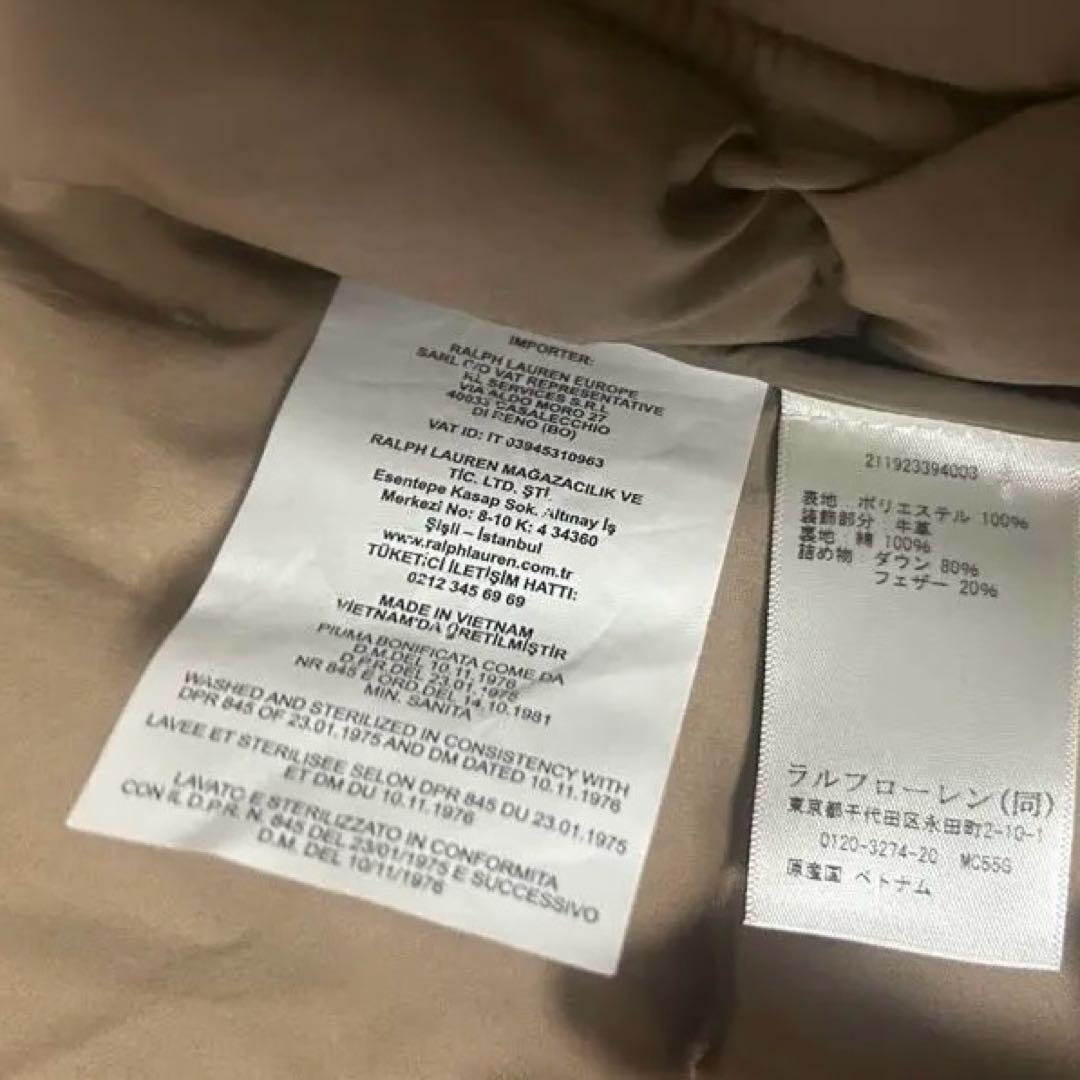 IMPORTER:
RALPH LAUREN EUROPE
SARL C/O VAT REPRESENTATIVE
KL SERVICES S.R.L
VIA ALDO MORO 27
40033 CASALECCHIO
DI RENO (BO)
VAT ID: IT 03945310963
RALPH LAUREN MAĞAZACILIK VE
TİC. LTD. ŞTİ.
Esentepe Kasap Sok. Altınay İş
Merkezi No: 8-10 K: 4 34360
Şişli – İstanbul
www.ralphlauren.com.tr
TÜKETİCİ İLETİŞİM HATTI:
0212 345 69 69
MADE IN VIETNAM
VİETNAM'DA ÜRETİLMİŞTİR
PIUMA BONIFICATA COME DA
D.M.DEL 10.11.1976
D.P.R.DEL 23.01.1975
NR 845 E ORD.DEL 14.10.1981
MIN. SANITA
WASHED AND STERILIZED IN CONSISTENCY WITH
DPR 845 OF 23.01.1975 AND DM DATED 10.11.1976
LAVEE ET STERILISEE SELON DPR 845 DU 23.01.1975
ET DM DU 10.11.1976
LAVATO E STERILIZZATO IN CONFORMITA
CON IL D.P.R. N. 845 DEL 23/01/1975 E SUCCESSIVO
D.M. DEL 10/11/1976
211923394003
表地 ポリエステル 100%
装飾部分 牛革
裏地 綿 100%
詰め物 ダウン 80%
フェザー 20%
ラルフローレン(同)
東京都千代田区永田町2-10-1
0120-3274-20 MC55G
原産国 ベトナム